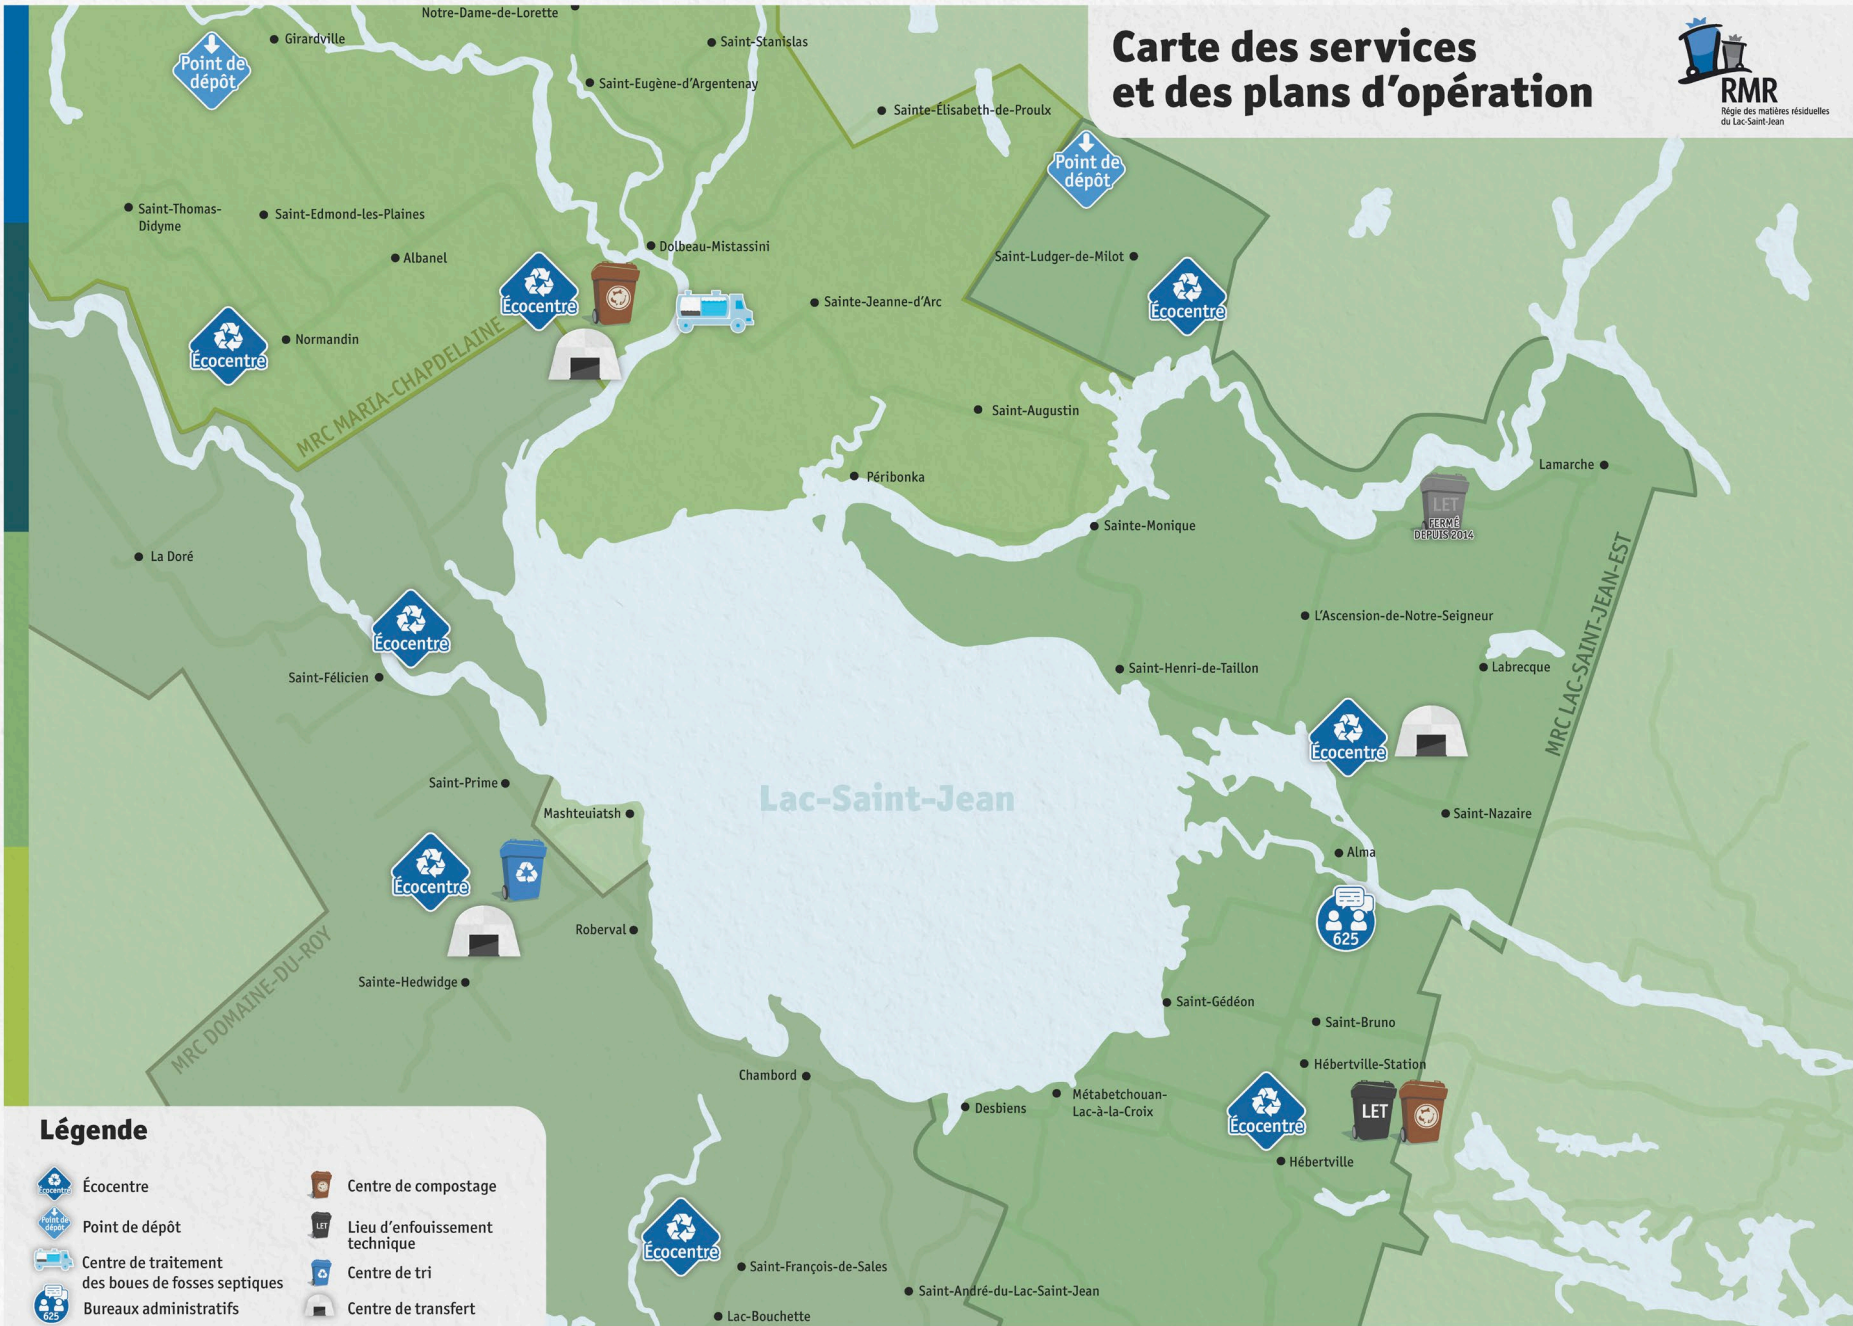 Carte des services
et des plans d'opération
RMR
Régie des matières résiduelles
du Lac-Saint-Jean
Notre-Dame-de-Lorette
Girardville
Saint-Stanislas
Point de
dépôt
Saint-Eugène-d'Argentenay
Sainte-Élisabeth-de-Proulx
Point de
dépôt
Saint-Thomas-
Didyme
Saint-Edmond-les-Plaines
Albanel
Dolbeau-Mistassini
Saint-Ludger-de-Milot
Écocentre
Sainte-Jeanne-d'Arc
Écocentre
Écocentre
Normandin
MRC MARIA-CHAPDELAINE
Saint-Augustin
Péribonka
Lamarche
LET
FERMÉ
DEPUIS 2014
Sainte-Monique
La Doré
L'Ascension-de-Notre-Seigneur
MRC LAC-SAINT-JEAN-EST
Écocentre
Saint-Félicien
Saint-Henri-de-Taillon
Labrecque
Écocentre
Saint-Prime
Lac-Saint-Jean
Mashteuiatsh
Saint-Nazaire
Alma
Écocentre
625
Roberval
Sainte-Hedwidge
MRC DOMAINE-DU-ROY
Saint-Gédéon
Saint-Bruno
Hébertville-Station
Chambord
Desbiens
Métabetchouan-
Lac-à-la-Croix
Écocentre
LET
Hébertville
Écocentre
Saint-François-de-Sales
Saint-André-du-Lac-Saint-Jean
Lac-Bouchette
Légende
Écocentre
Écocentre
Point de
dépôt
Point de dépôt
Centre de traitement
des boues de fosses septiques
625
Bureaux administratifs
Centre de compostage
LET
Lieu d'enfouissement
technique
Centre de tri
Centre de transfert